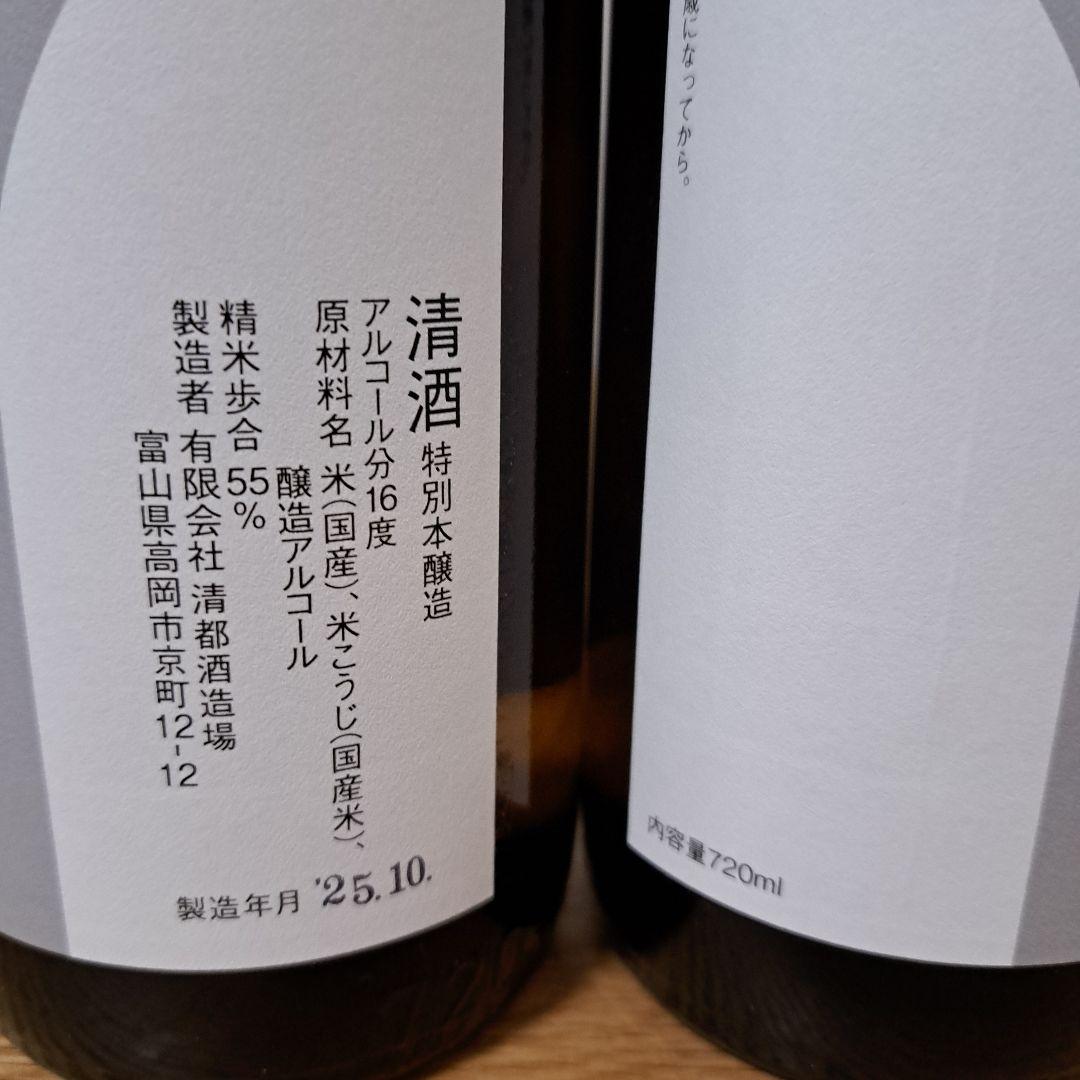 清酒 特別本醸造
アルコール分16度
原材料名 米(国産)、米こうじ(国産米)、
醸造アルコール
精米歩合 55%
製造者 有限会社 清都酒造場
富山県高岡市京町12-12
製造年月 '25.10.
歳になってから。
内容量720ml